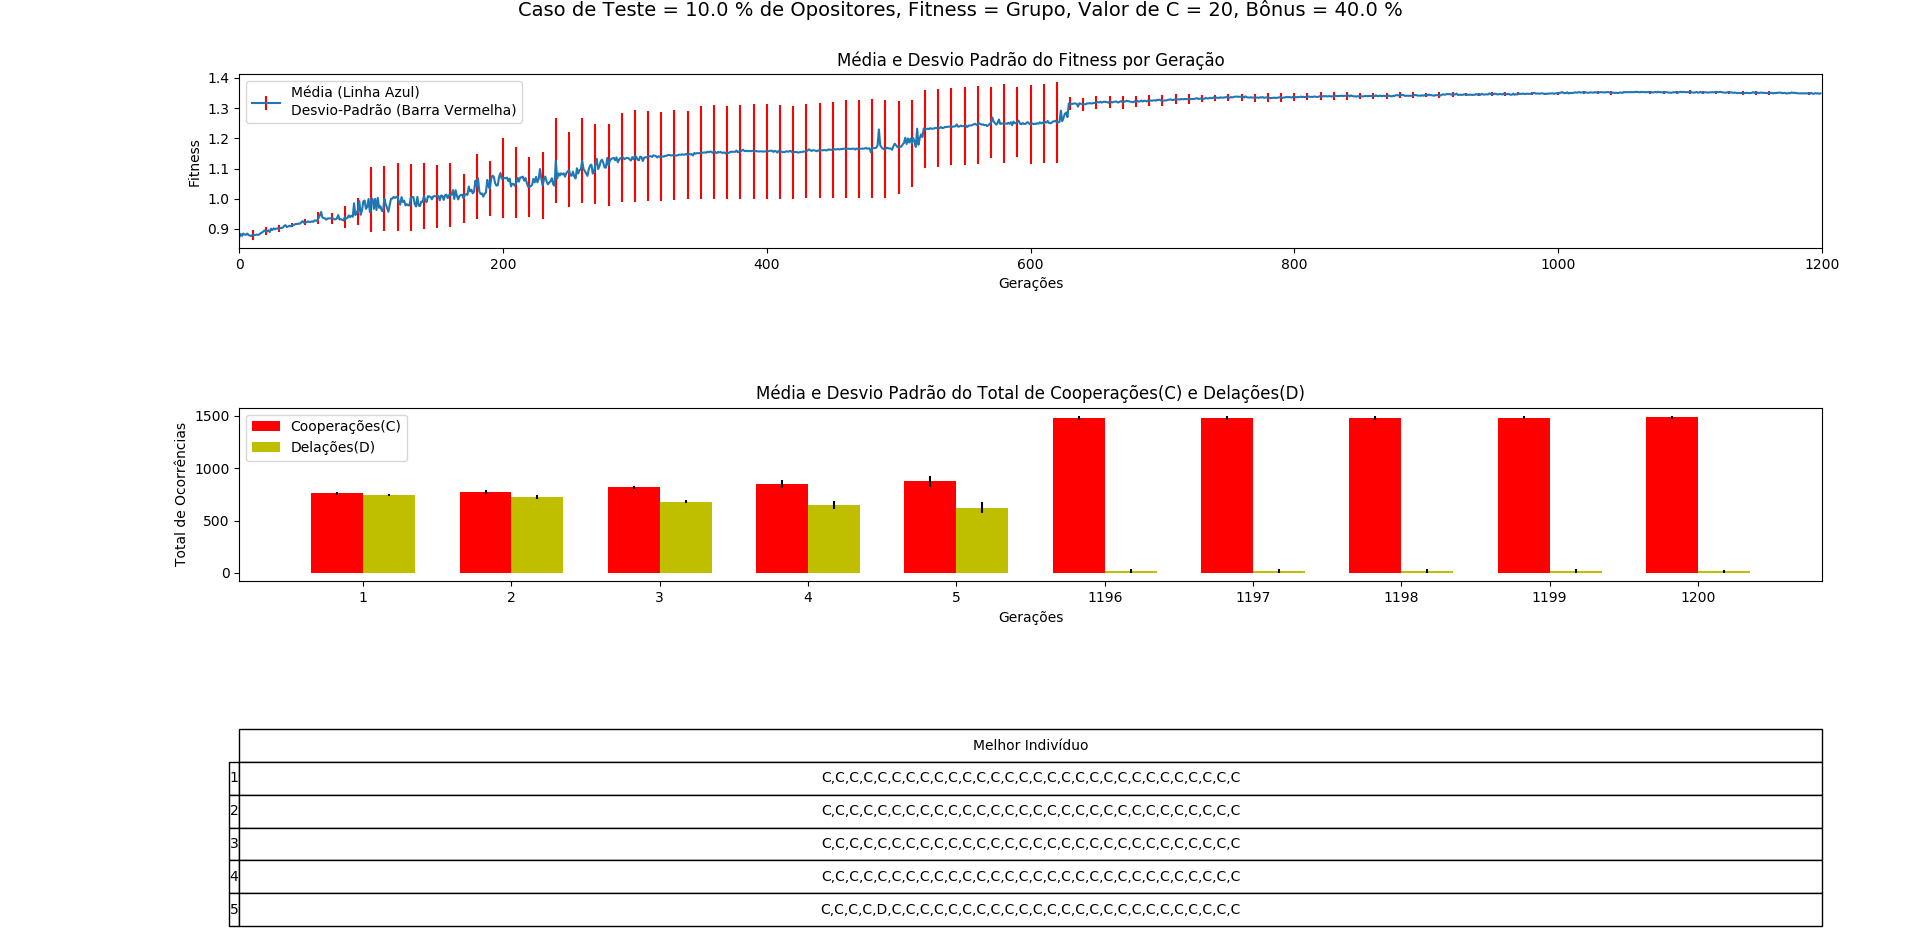 Caso de Teste = 10.0 % de Opositores, Fitness = Grupo, Valor de C = 20, Bônus = 40.0 %
Média e Desvio Padrão do Fitness por Geração
Média (Linha Azul)
Desvio-Padrão (Barra Vermelha)
Fitness
1.4
1.3
1.2
1.1
1.0
0.9
0 200 400 600 800 1000 1200
Gerações
Média e Desvio Padrão do Total de Cooperações(C) e Delações(D)
Cooperações(C)
Delações(D)
Total de Ocorrências
1500
1000
500
0
1 2 3 4 5 1196 1197 1198 1199 1200
Gerações
Melhor Indivíduo
1 C,C,C,C,C,C,C,C,C,C,C,C,C,C,C,C,C,C,C,C,C,C,C,C,C,C,C,C,C,C
2 C,C,C,C,C,C,C,C,C,C,C,C,C,C,C,C,C,C,C,C,C,C,C,C,C,C,C,C,C,C
3 C,C,C,C,C,C,C,C,C,C,C,C,C,C,C,C,C,C,C,C,C,C,C,C,C,C,C,C,C,C
4 C,C,C,C,C,C,C,C,C,C,C,C,C,C,C,C,C,C,C,C,C,C,C,C,C,C,C,C,C,C
5 C,C,C,C,D,C,C,C,C,C,C,C,C,C,C,C,C,C,C,C,C,C,C,C,C,C,C,C,C,C